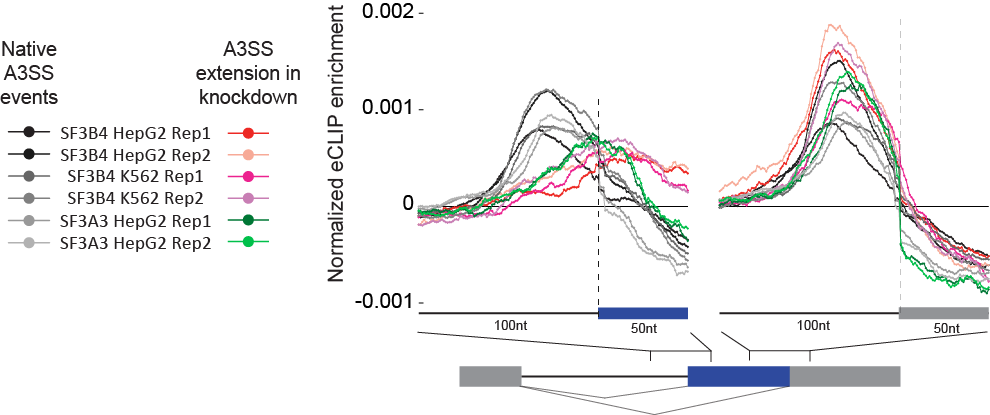 Native
A3SS
events
A3SS
extension in
knockdown
SF3B4 HepG2 Rep1
SF3B4 HepG2 Rep2
SF3B4 K562 Rep1
SF3B4 K562 Rep2
SF3A3 HepG2 Rep1
SF3A3 HepG2 Rep2
Normalized eCLIP enrichment
0.002
0.001
0
-0.001
100nt
50nt
100nt
50nt